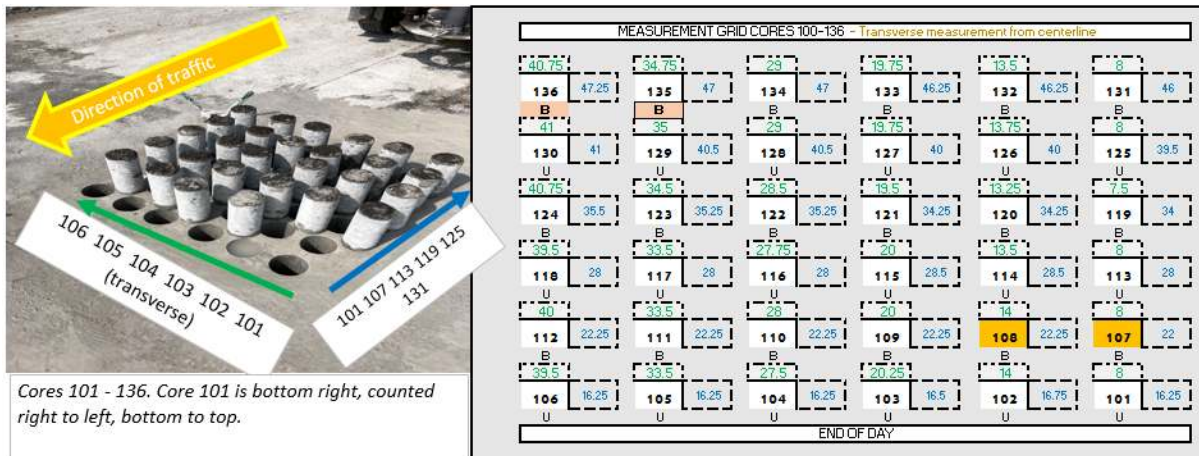 Direction of traffic
106 105 104 103 102 101
(transverse)
101 107 113 119 125
131
Cores 101 - 136. Core 101 is bottom right, counted
right to left, bottom to top.
MEASUREMENT GRID CORES 100-136 - Transverse measurement from centerline
40.75 34.75 29 19.75 13.5 8
136 47.25 135 47 134 47 133 46.25 132 46.25 131 46
B B B B B B
41 35 29 19.75 13.75 8
130 41 129 40.5 128 40.5 127 40 126 40 125 39.5
U U U U U U
40.75 34.5 28.5 19.5 13.25 7.5
124 35.5 123 35.25 122 35.25 121 34.25 120 34.25 119 34
B B B B B B
39.5 33.5 27.75 20 13.5 8
118 28 117 28 116 28 115 28.5 114 28.5 113 28
U U U U U U
40 33.5 28 20 14 8
112 22.25 111 22.25 110 22.25 109 22.25 108 22.25 107 22
B B B B B B
39.5 33.5 27.5 20.25 14 8
106 16.25 105 16.25 104 16.25 103 16.5 102 16.75 101 16.25
U U U U U U
END OF DAY